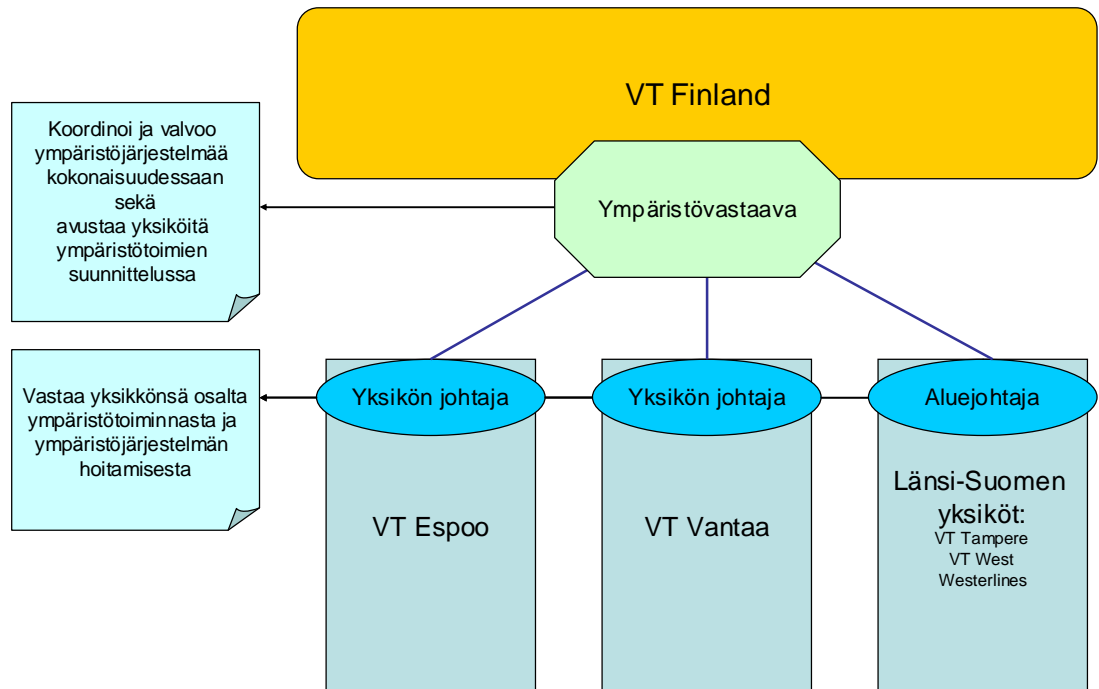 VT Finland
Koordinoi ja valvoo
ympäristöjärjestelmää
kokonaisuudessaan
sekä
avustaa yksiköitä
ympäristötoimien
suunnittelussa
Ympäristövastaava
Vastaa yksikkönsä osalta
ympäristötoiminnasta ja
ympäristöjärjestelmän
hoitamisesta
Yksikön johtaja
Yksikön johtaja
Aluejohtaja
VT Espoo
VT Vantaa
Länsi-Suomen
yksiköt:
VT Tampere
VT West
Westerlines